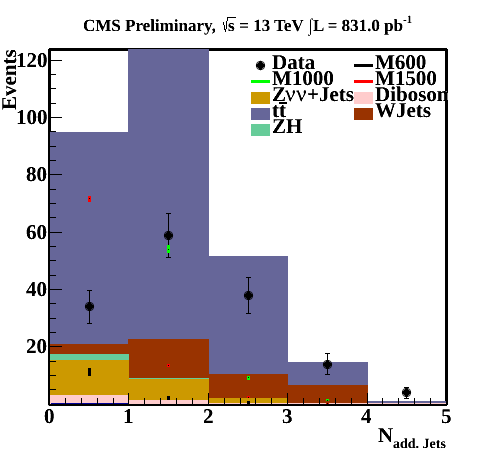 CMS Preliminary, √s = 13 TeV ∫L = 831.0 pb⁻¹
Events
Data M600
M1000 M1500
Zνν+Jets Diboson
tt̄ WJets
ZH
120
100
80
60
40
20
0 1 2 3 4 5
N_add. Jets